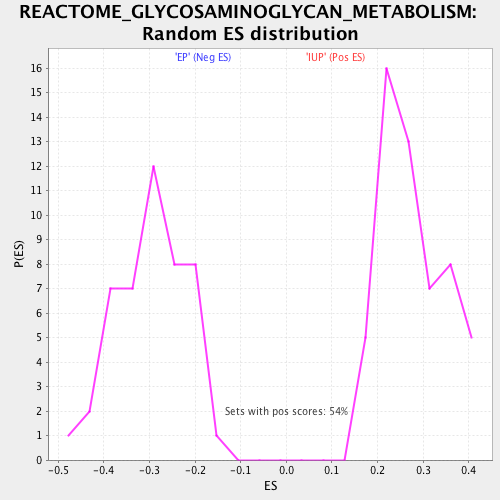 REACTOME_GLYCOSAMINOGLYCAN_METABOLISM:
Random ES distribution
'EP' (Neg ES) 'IUP' (Pos ES)
16
15
14
13
12
11
10
9
8
7
6
5
4
3
2
1
0
P(ES)
Sets with pos scores: 54%
-0.5 -0.4 -0.3 -0.2 -0.1 0.0 0.1 0.2 0.3 0.4
ES